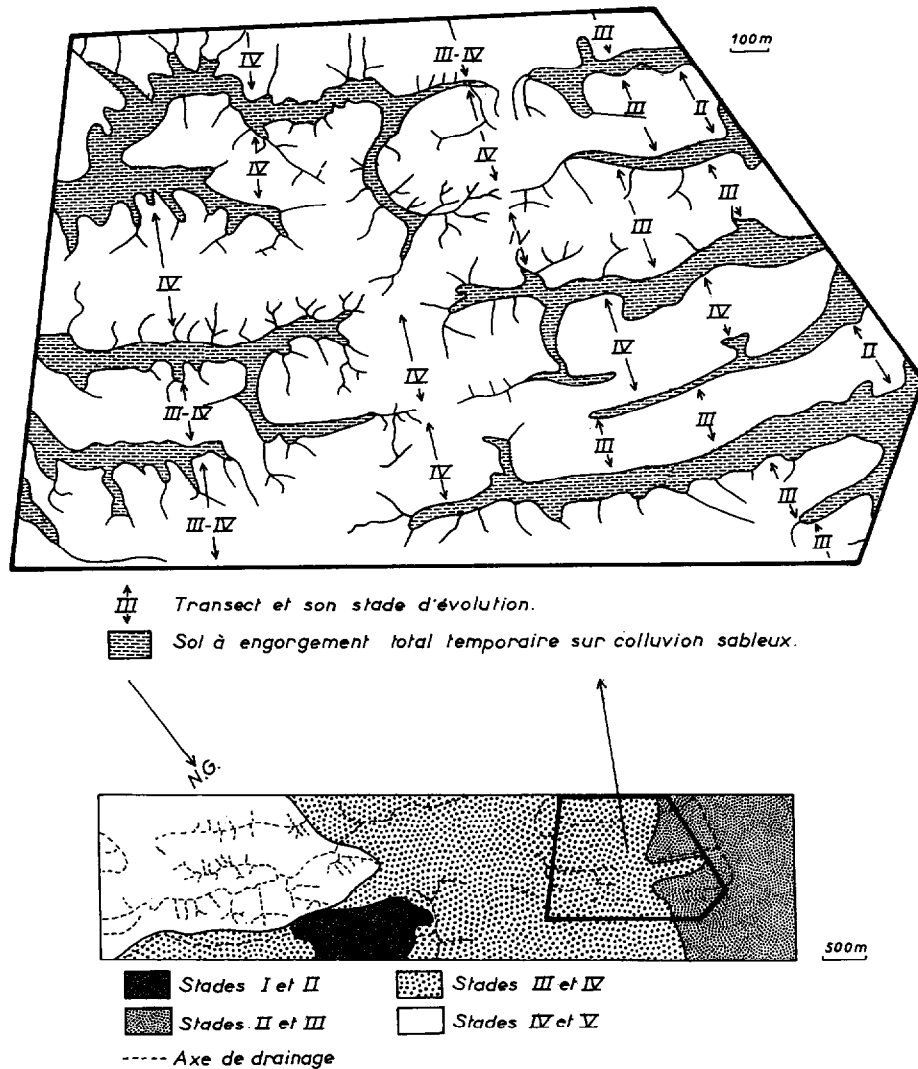 III
100m
IV
III-IV
III
II
IV
IV
III
III
IV
IV
IV
IV
II
III-IV
III
III
IV
III
III-IV
III
III Transect et son stade d'évolution.
Sol à engorgement total temporaire sur colluvion sableux.
N.G.
500m
Stades I et II
Stades III et IV
Stades II et III
Stades IV et V
Axe de drainage